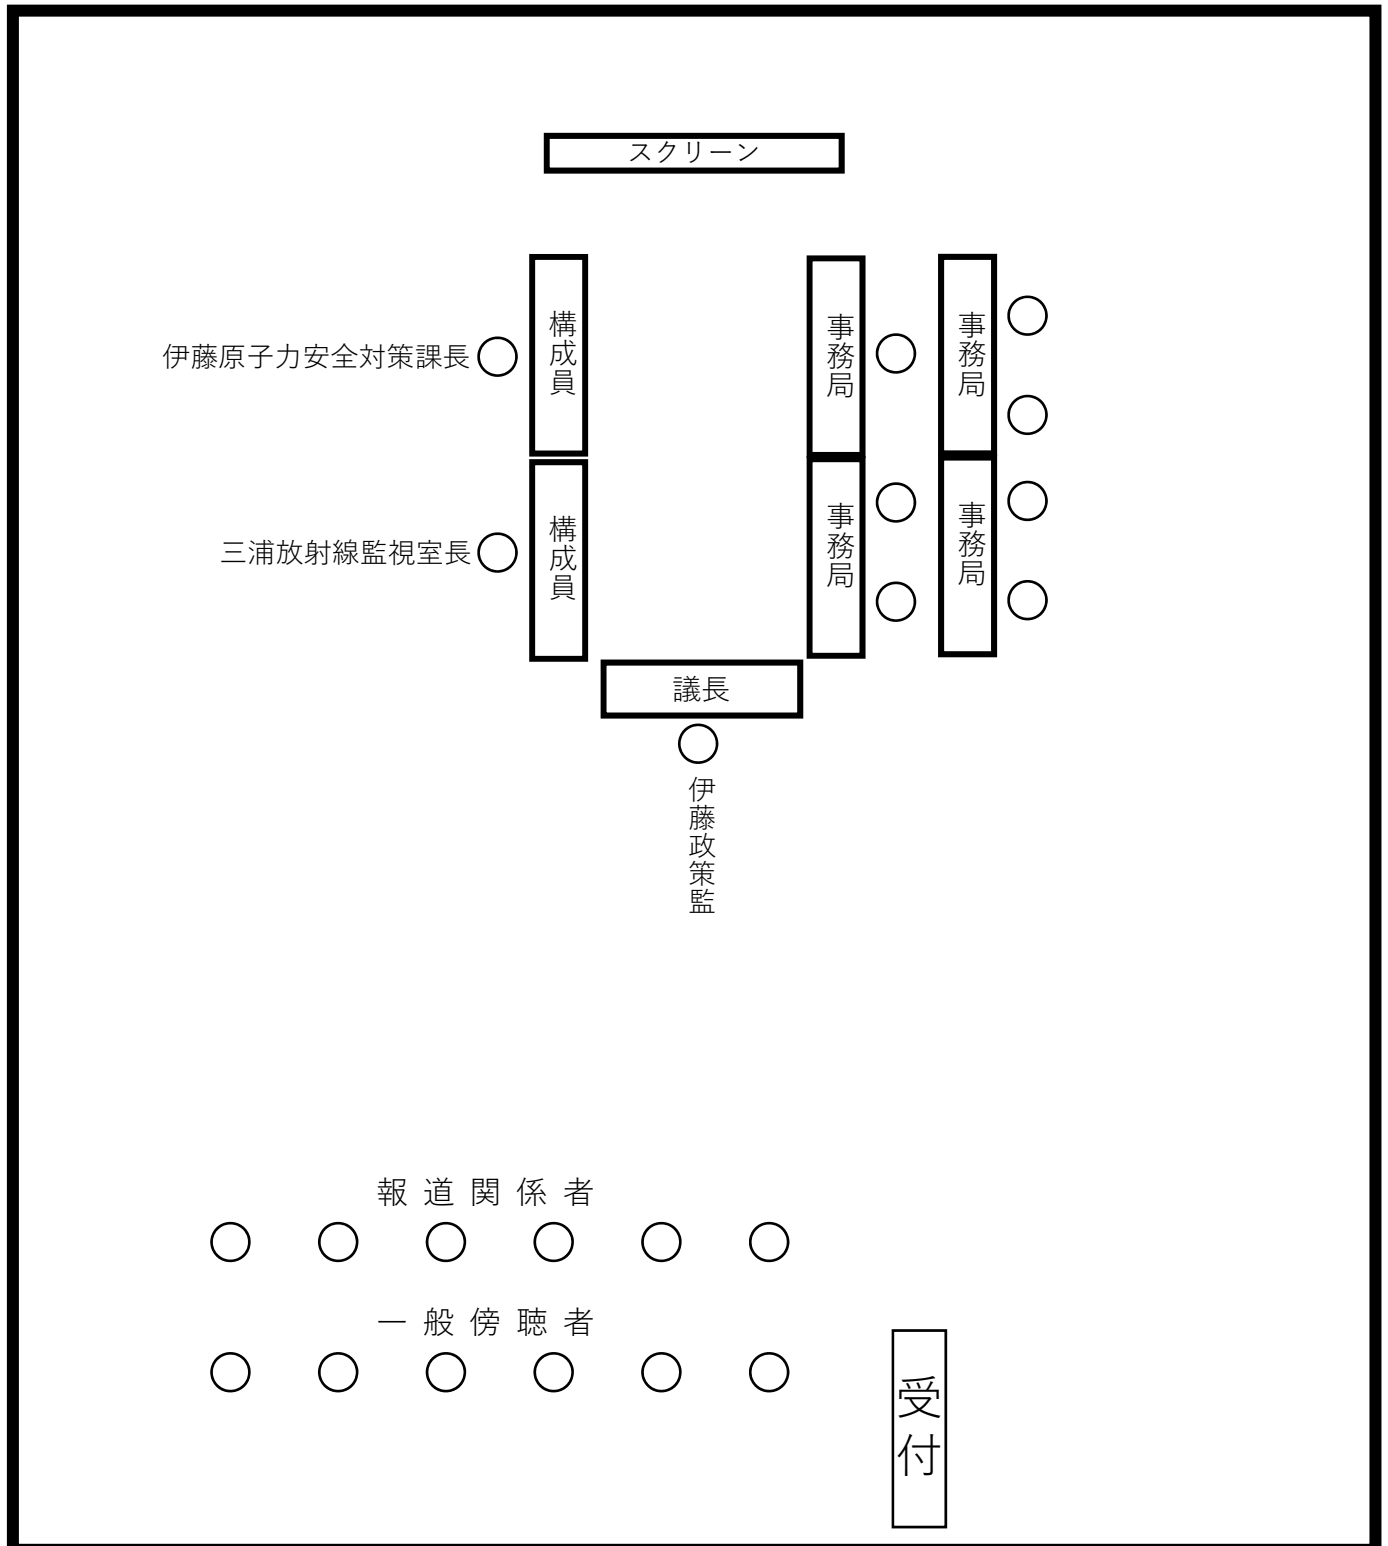 スクリーン
伊藤原子力安全対策課長
構成員
事務局
事務局
三浦放射線監視室長
構成員
事務局
事務局
議長
伊藤政策監
報道関係者
一般傍聴者
受付